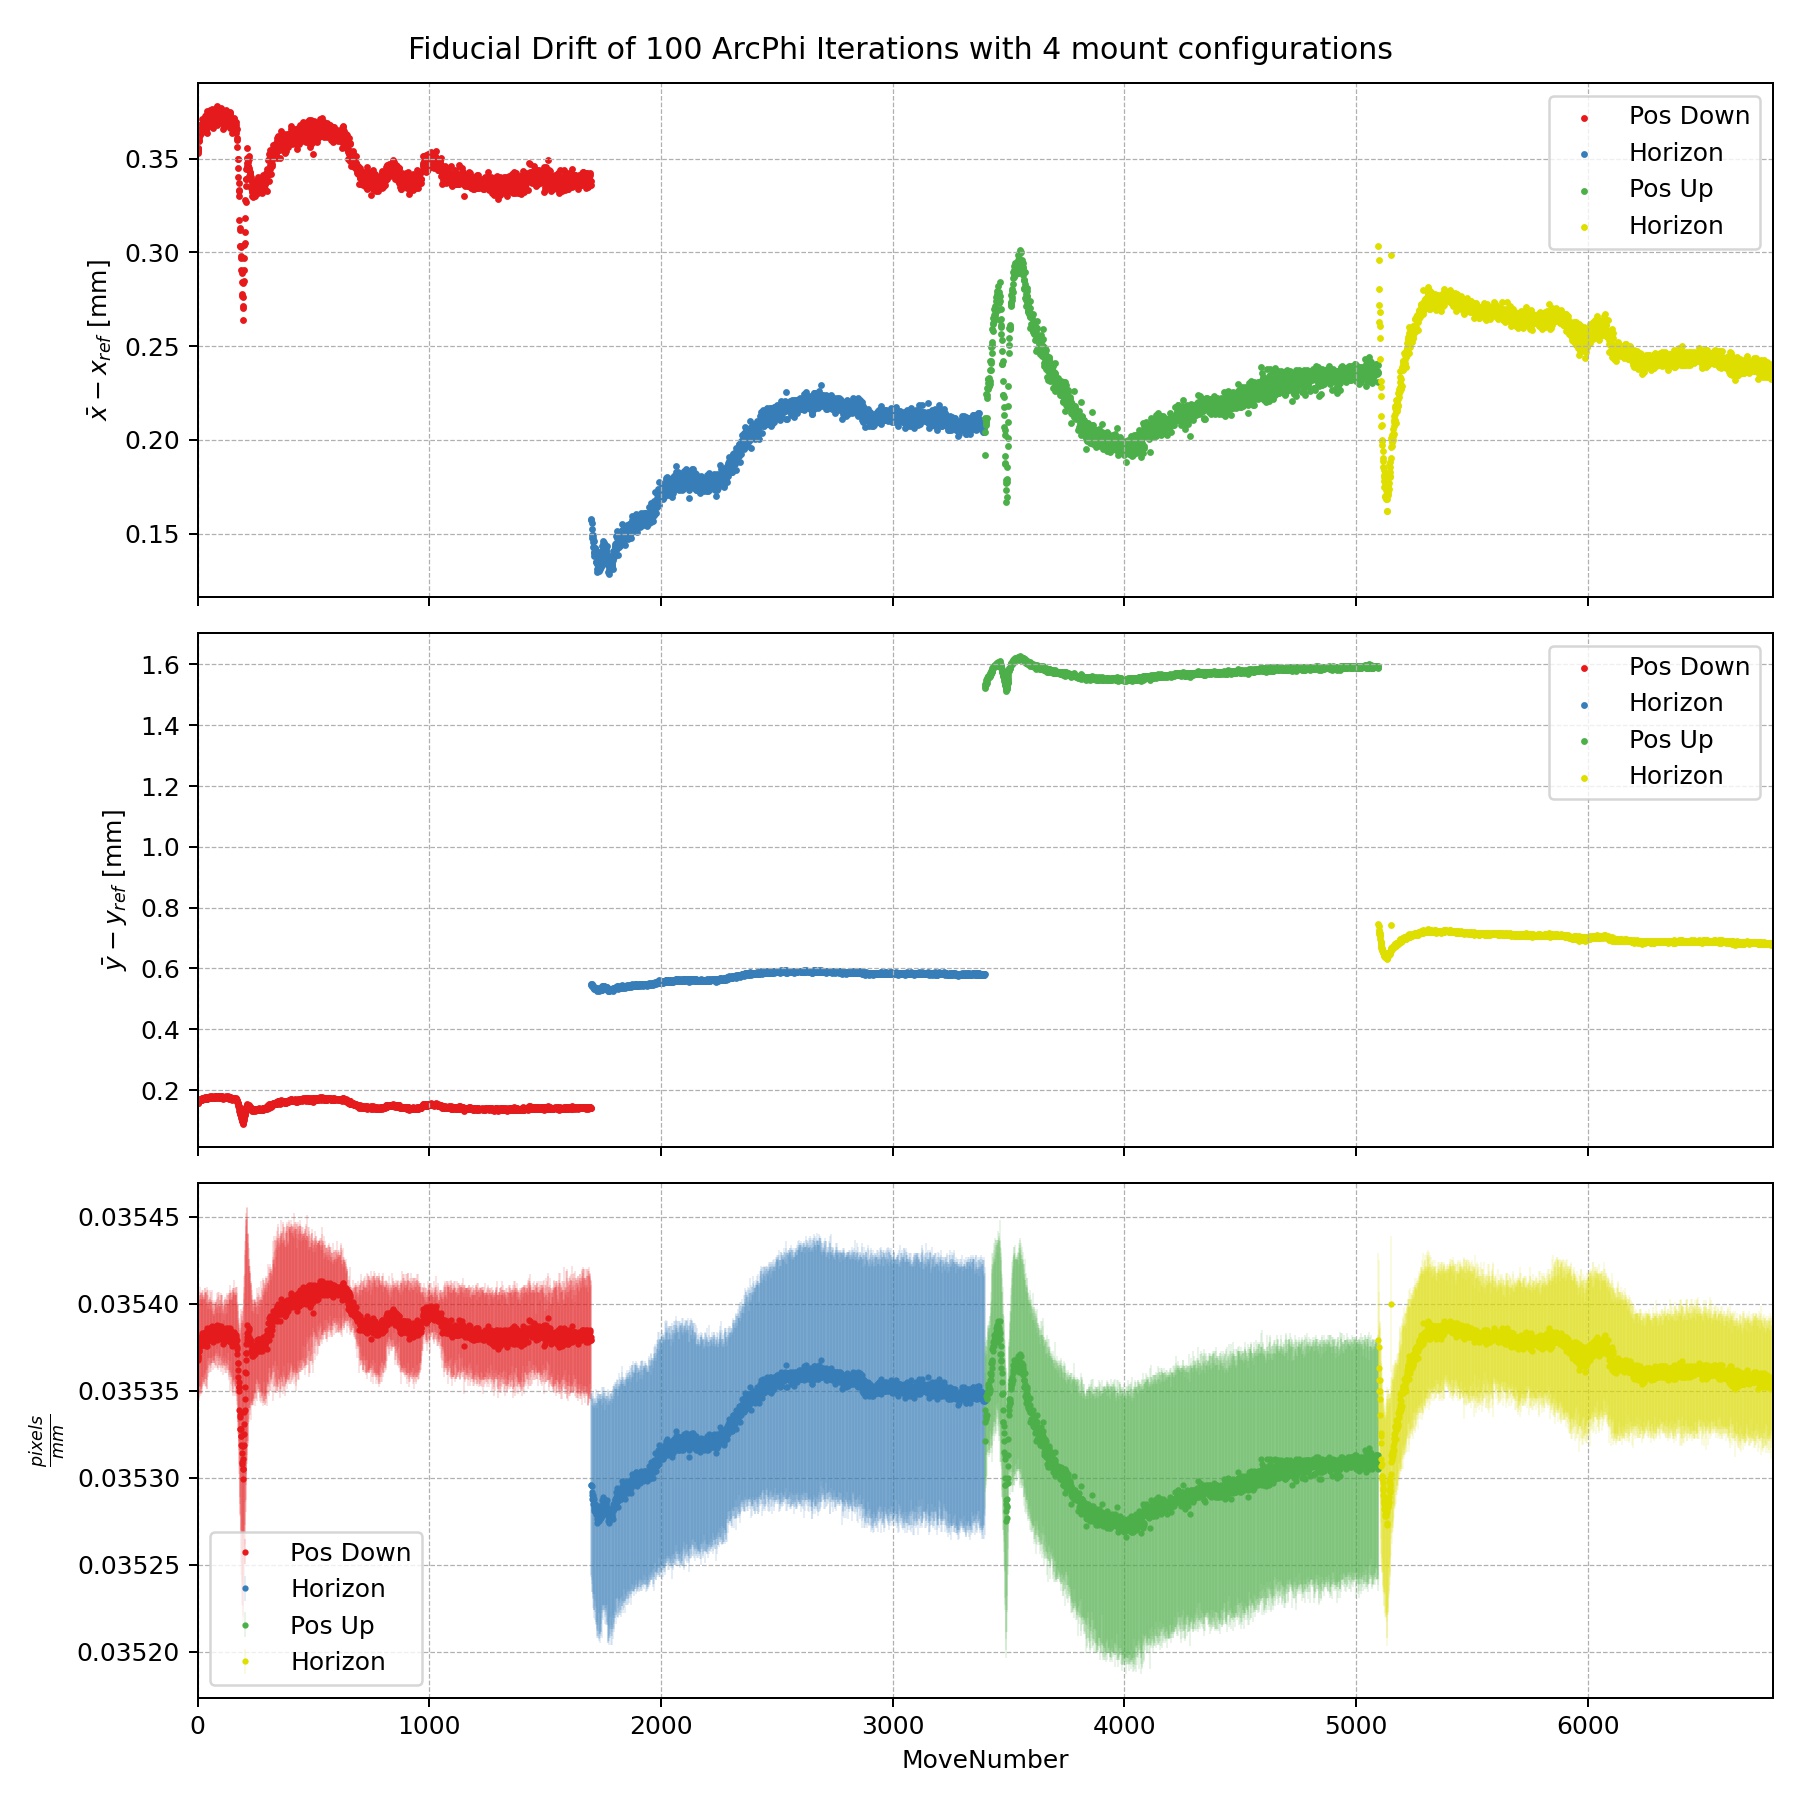 Fiducial Drift of 100 ArcPhi Iterations with 4 mount configurations
x̄ − x_ref [mm]
0.35
0.30
0.25
0.20
0.15
Pos Down
Horizon
Pos Up
Horizon
ȳ − y_ref [mm]
1.6
1.4
1.2
1.0
0.8
0.6
0.4
0.2
Pos Down
Horizon
Pos Up
Horizon
pixels
mm
0.03545
0.03540
0.03535
0.03530
0.03525
0.03520
Pos Down
Horizon
Pos Up
Horizon
0 1000 2000 3000 4000 5000 6000
MoveNumber